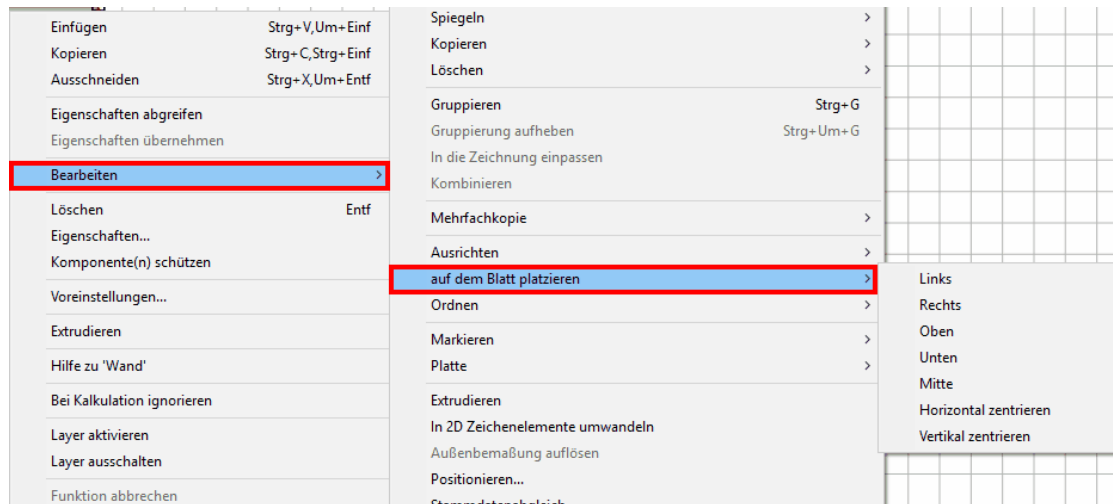 Einfügen Strg+V,Um+Einf
Kopieren Strg+C,Strg+Einf
Ausschneiden Strg+X,Um+Entf
Eigenschaften abgreifen
Eigenschaften übernehmen
Bearbeiten
Löschen Entf
Eigenschaften...
Komponente(n) schützen
Voreinstellungen...
Extrudieren
Hilfe zu 'Wand'
Bei Kalkulation ignorieren
Layer aktivieren
Layer ausschalten
Funktion abbrechen
Spiegeln
Kopieren
Löschen
Gruppieren Strg+G
Gruppierung aufheben Strg+Um+G
In die Zeichnung einpassen
Kombinieren
Mehrfachkopie
Ausrichten
auf dem Blatt platzieren
Ordnen
Markieren
Platte
Extrudieren
In 2D Zeichenelemente umwandeln
Außenbemaßung auflösen
Positionieren...
Links
Rechts
Oben
Unten
Mitte
Horizontal zentrieren
Vertikal zentrieren